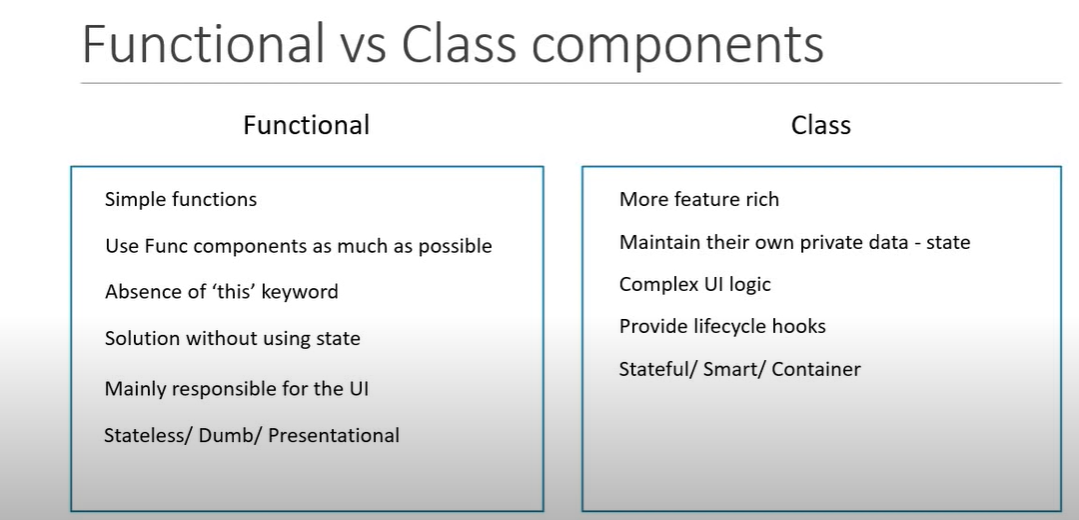 Functional vs Class components
Functional
Simple functions
Use Func components as much as possible
Absence of ‘this’ keyword
Solution without using state
Mainly responsible for the UI
Stateless/ Dumb/ Presentational
Class
More feature rich
Maintain their own private data - state
Complex UI logic
Provide lifecycle hooks
Stateful/ Smart/ Container